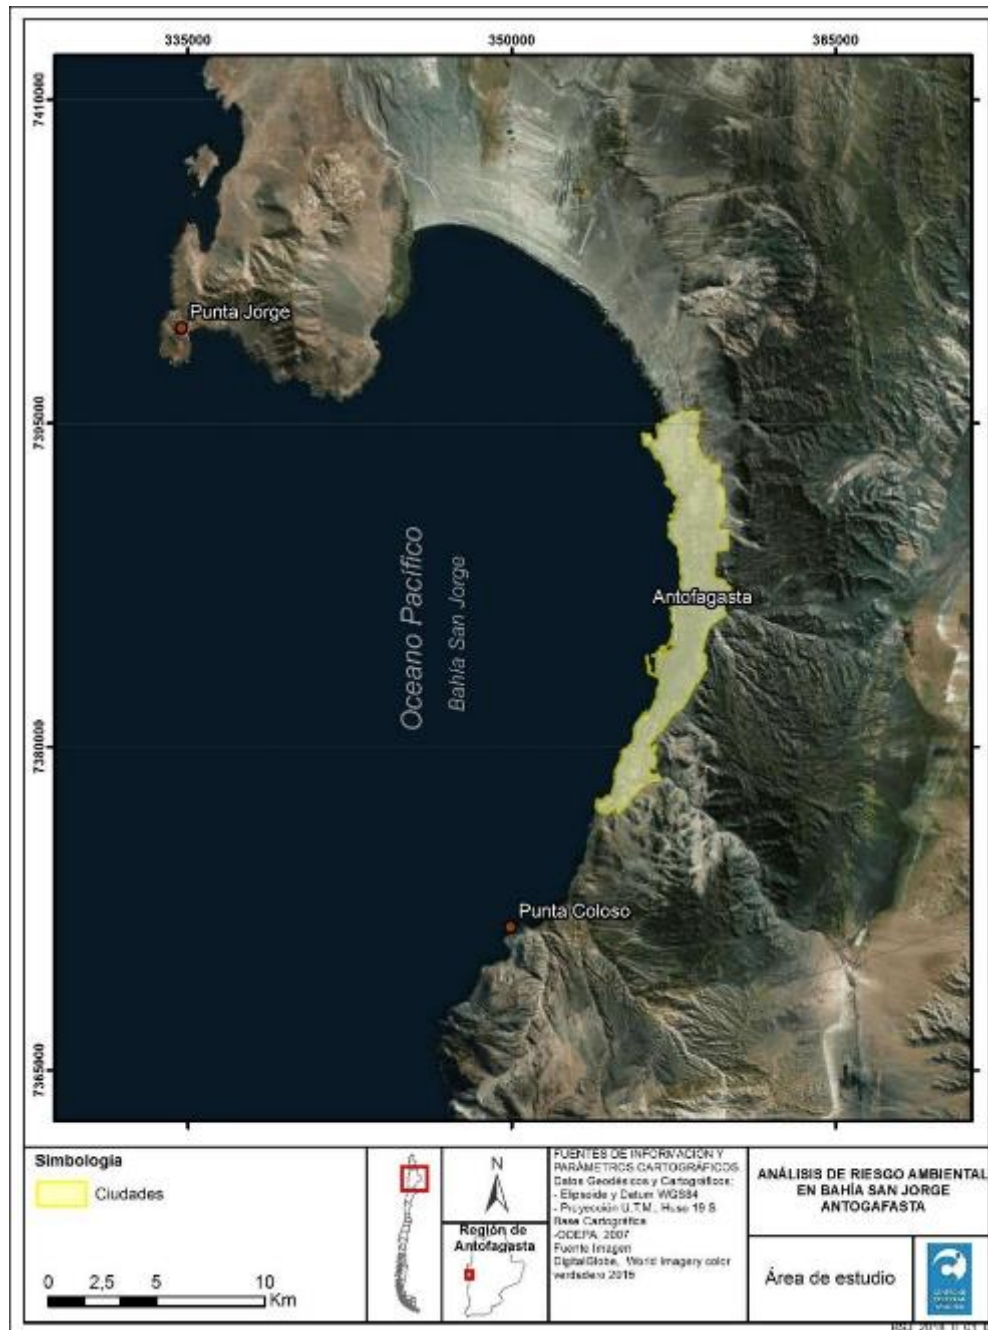 335000 350000 365000
7410000
7395000
7380000
7365000
Punta Jorge
Oceano Pacífico
Bahía San Jorge
Antofagasta
Punta Coloso
Simbología
Ciudades
0 2,5 5 10
Km
N
Región de
Antofagasta
FUENTES DE INFORMACIÓN Y
PARÁMETROS CARTOGRÁFICOS
Datos Geodésicos y Cartográficos:
- Elipsoide y Datum WGS84
- Proyección U.T.M., Huso 19 S
Base Cartográfica
2007
Fuente Imagen
DigitalGlobe, World Imagery color
verdadero
ANÁLISIS DE RIESGO AMBIENTAL
EN BAHÍA SAN JORGE
ANTOGAFASTA
Área de estudio